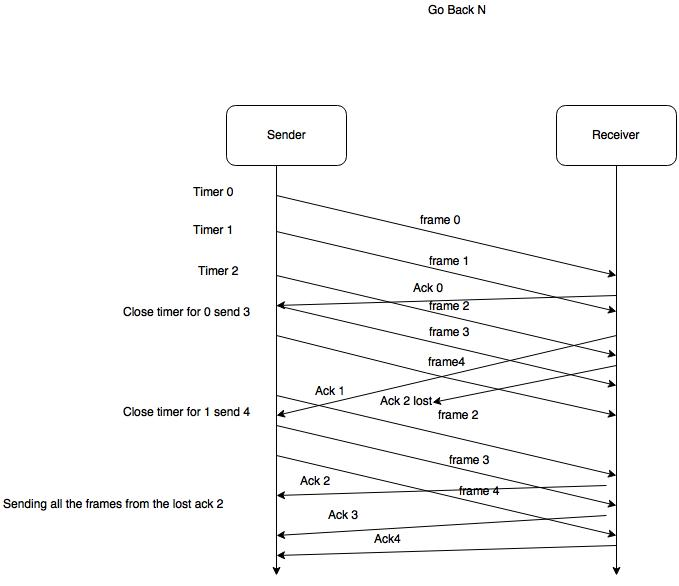 Go Back N
Sender
Receiver
Timer 0
frame 0
Timer 1
frame 1
Timer 2
Ack 0
frame 2
Close timer for 0 send 3
frame 3
frame4
Ack 1
Ack 2 lost
Close timer for 1 send 4
frame 2
frame 3
Ack 2
frame 4
Sending all the frames from the lost ack 2
Ack 3
Ack4